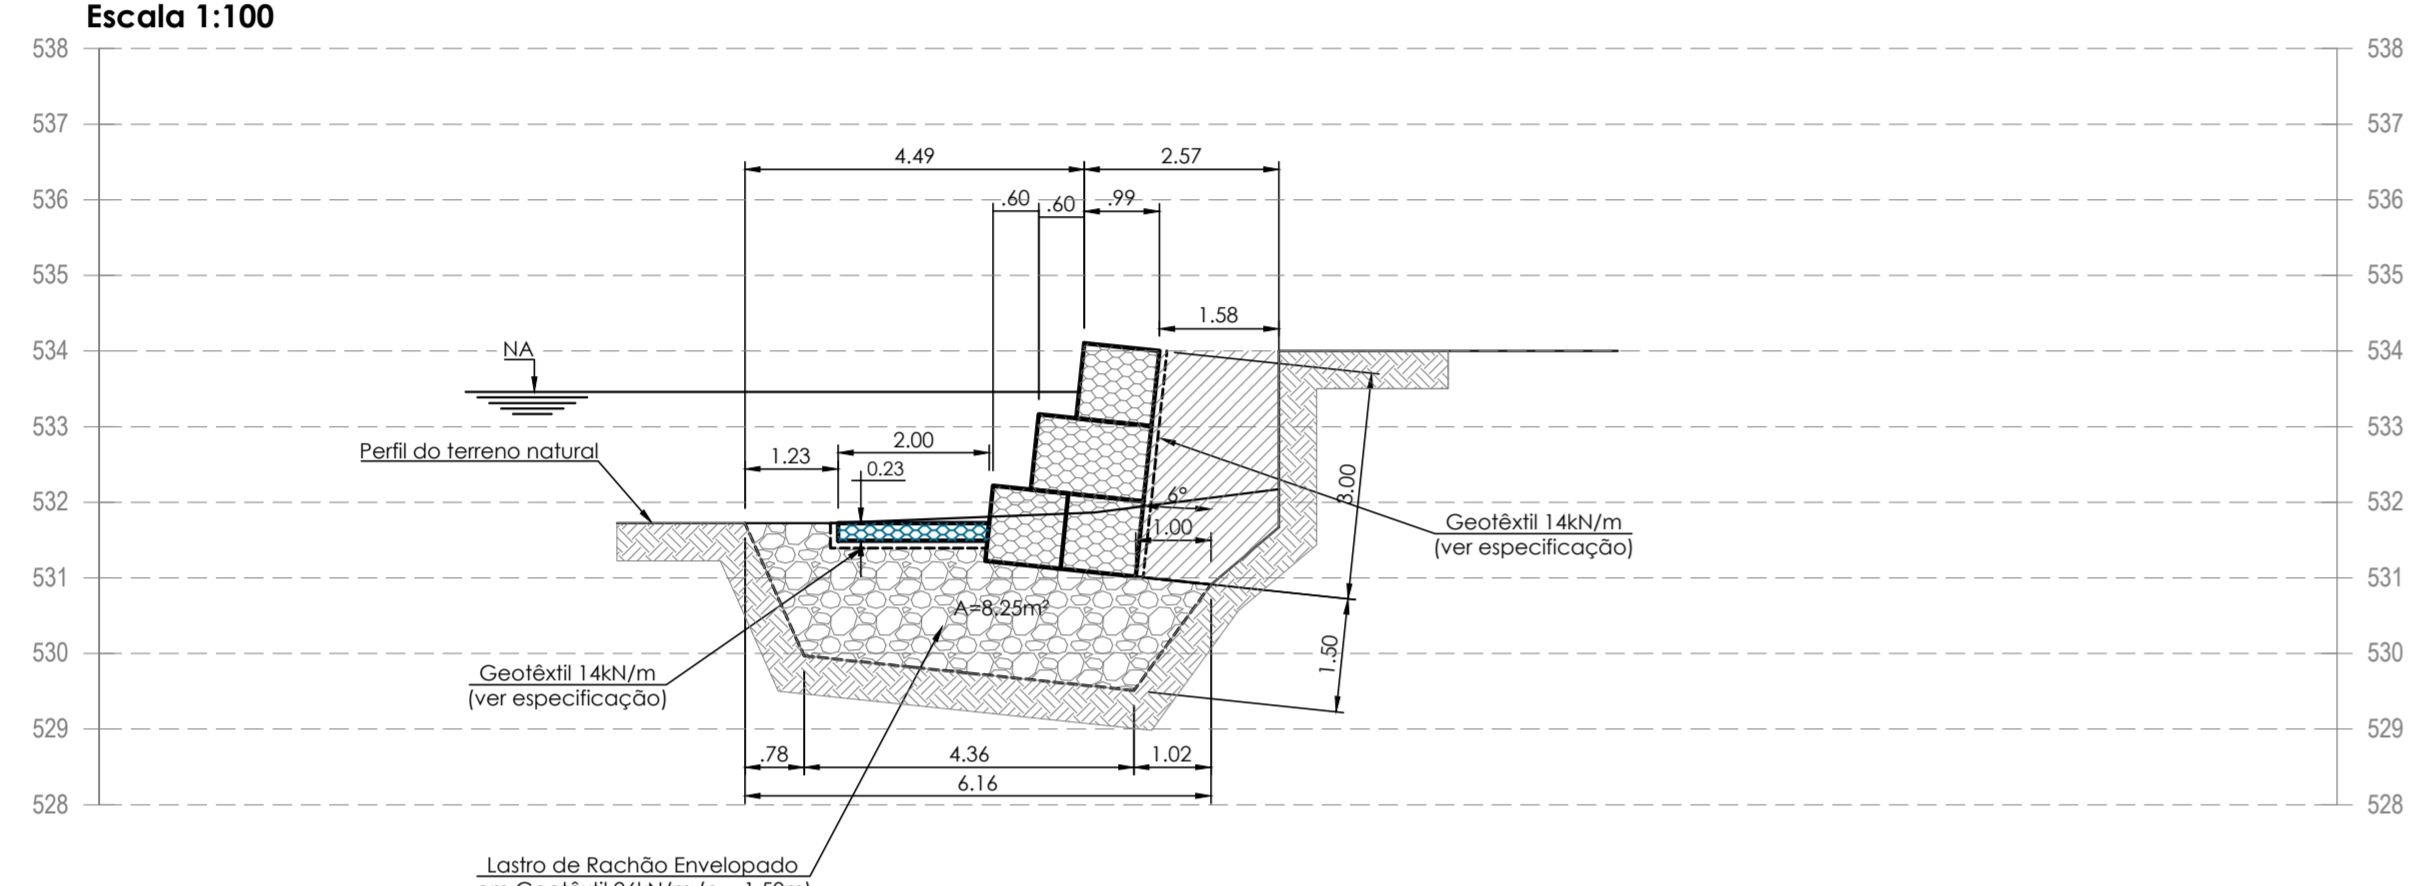 Escala 1:100
538 538
537 537
4.49 2.57
536 .60 .60 .99 536
535 535
1.58
534 NA 534
533 533
Perfil do terreno natural 2.00
1.23 0.23
3.00
532 6° 532
1.00 Geotêxtil 14kN/m
(ver especificação)
531 531
A=8.25m²
530 1.50 530
Geotêxtil 14kN/m
(ver especificação)
529 529
.78 4.36 1.02
6.16
528 528
Lastro de Rachão Envelopado